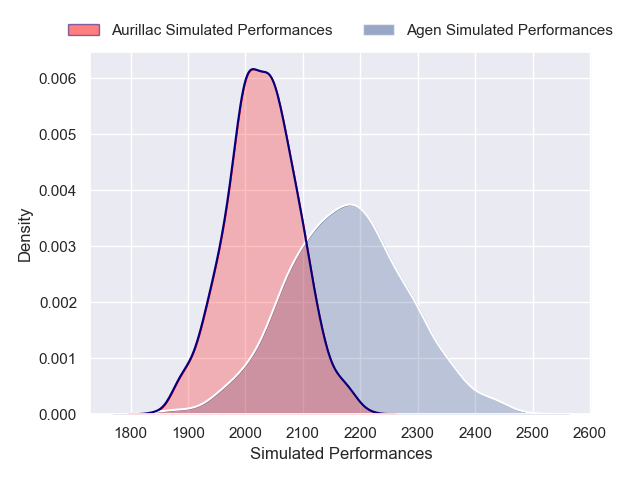 Aurillac Simulated Performances
Agen Simulated Performances
0.006
0.005
0.004
0.003
0.002
0.001
0.000
Density
1800 1900 2000 2100 2200 2300 2400 2500 2600
Simulated Performances